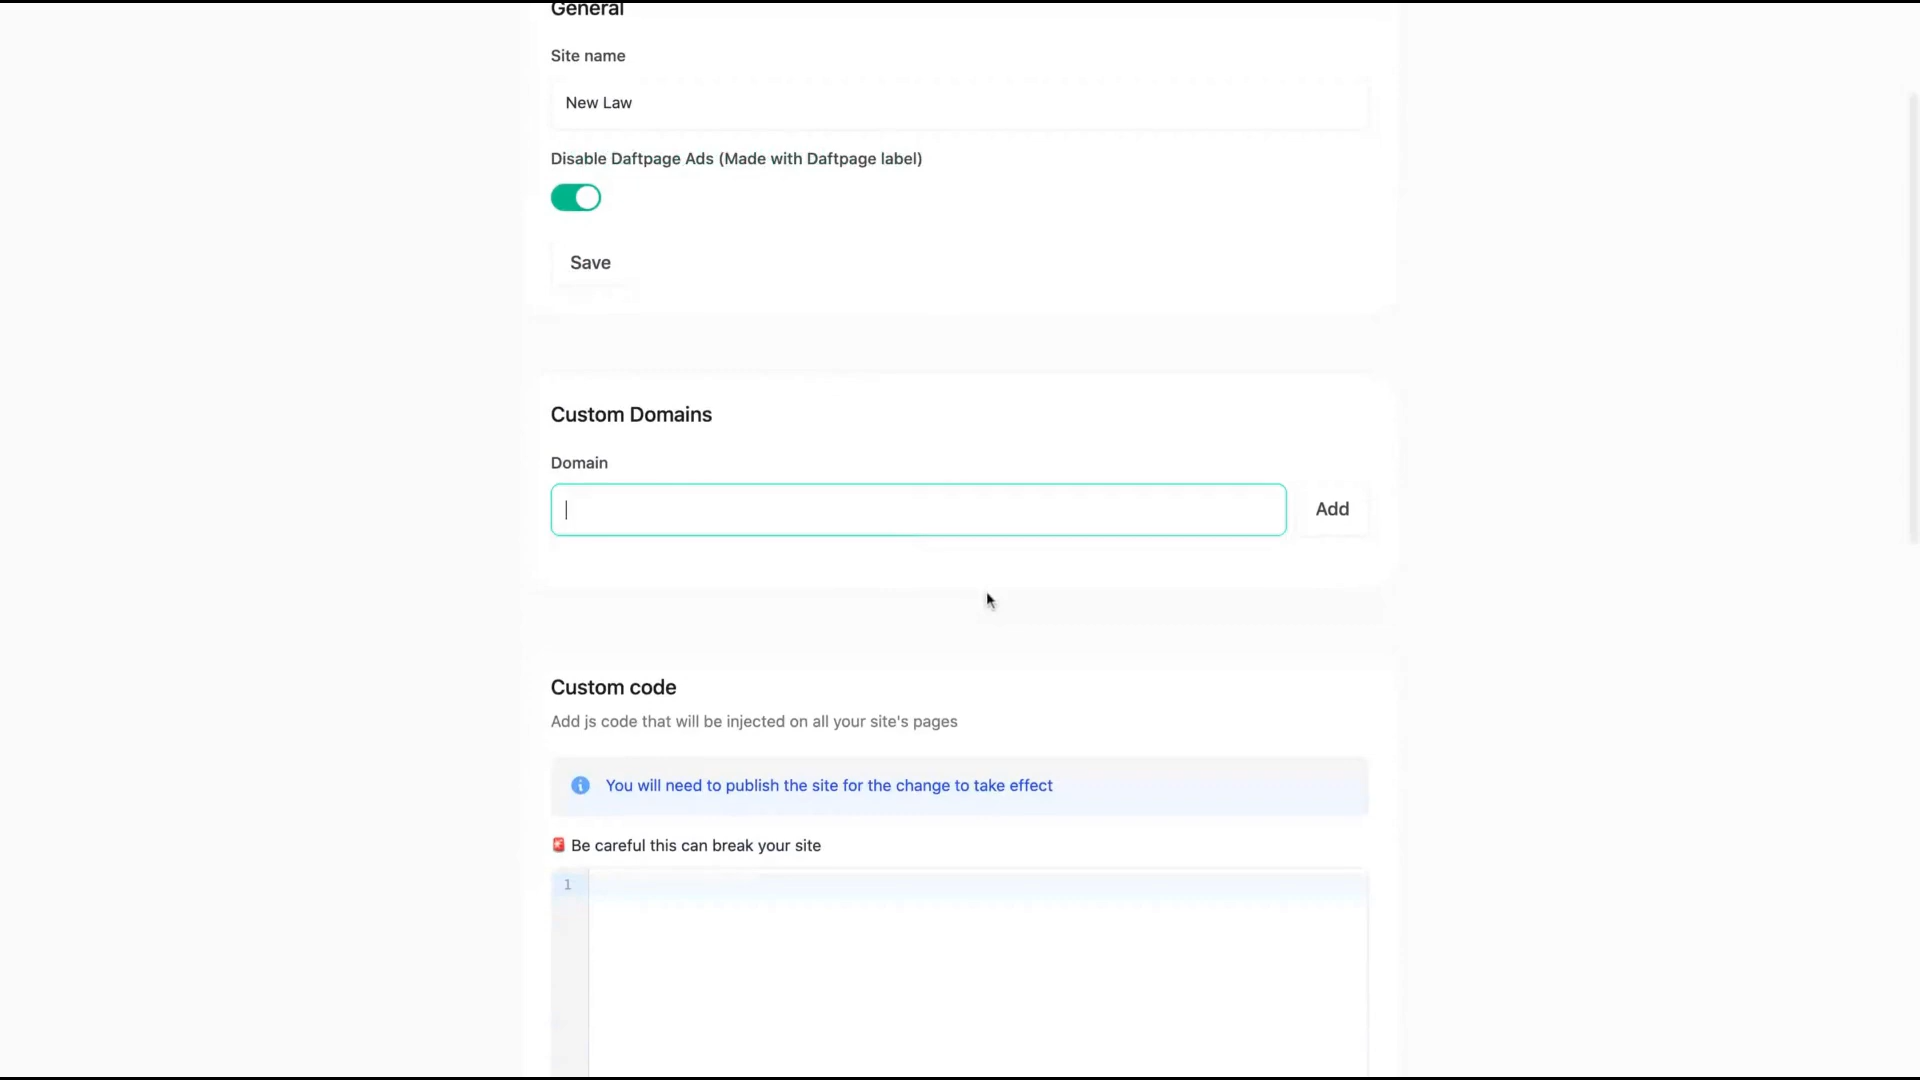 General
Site name
New Law
Disable Daftpage Ads (Made with Daftpage label)
Save
Custom Domains
Domain
Add
Custom code
Add js code that will be injected on all your site's pages
You will need to publish the site for the change to take effect
🚨 Be careful this can break your site
1